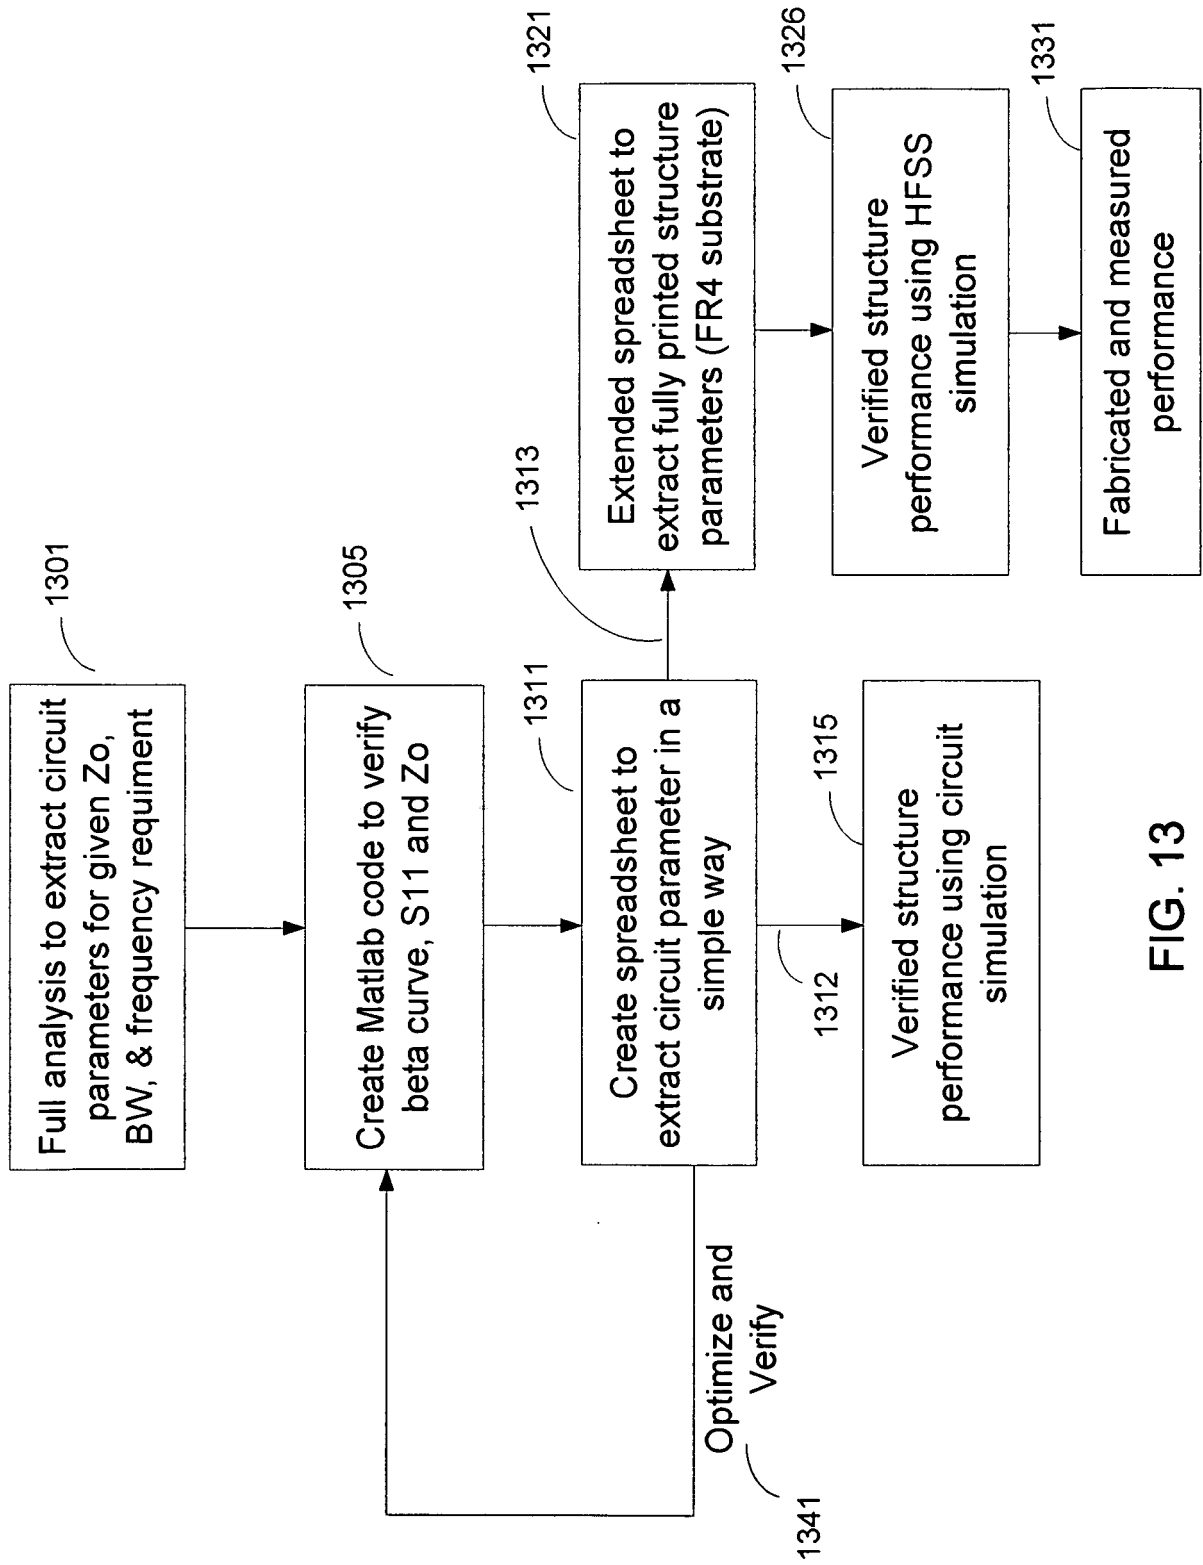 1301
Full analysis to extract circuit
parameters for given Zo,
BW, & frequency requiment
1305
Create Matlab code to verify
beta curve, S11 and Zo
1311
Create spreadsheet to
extract circuit parameter in a
simple way
1312
1313
1315
Verified structure
performance using circuit
simulation
1321
Extended spreadsheet to
extract fully printed structure
parameters (FR4 substrate)
1326
Verified structure
performance using HFSS
simulation
1331
Fabricated and measured
performance
Optimize and
Verify
1341
FIG. 13